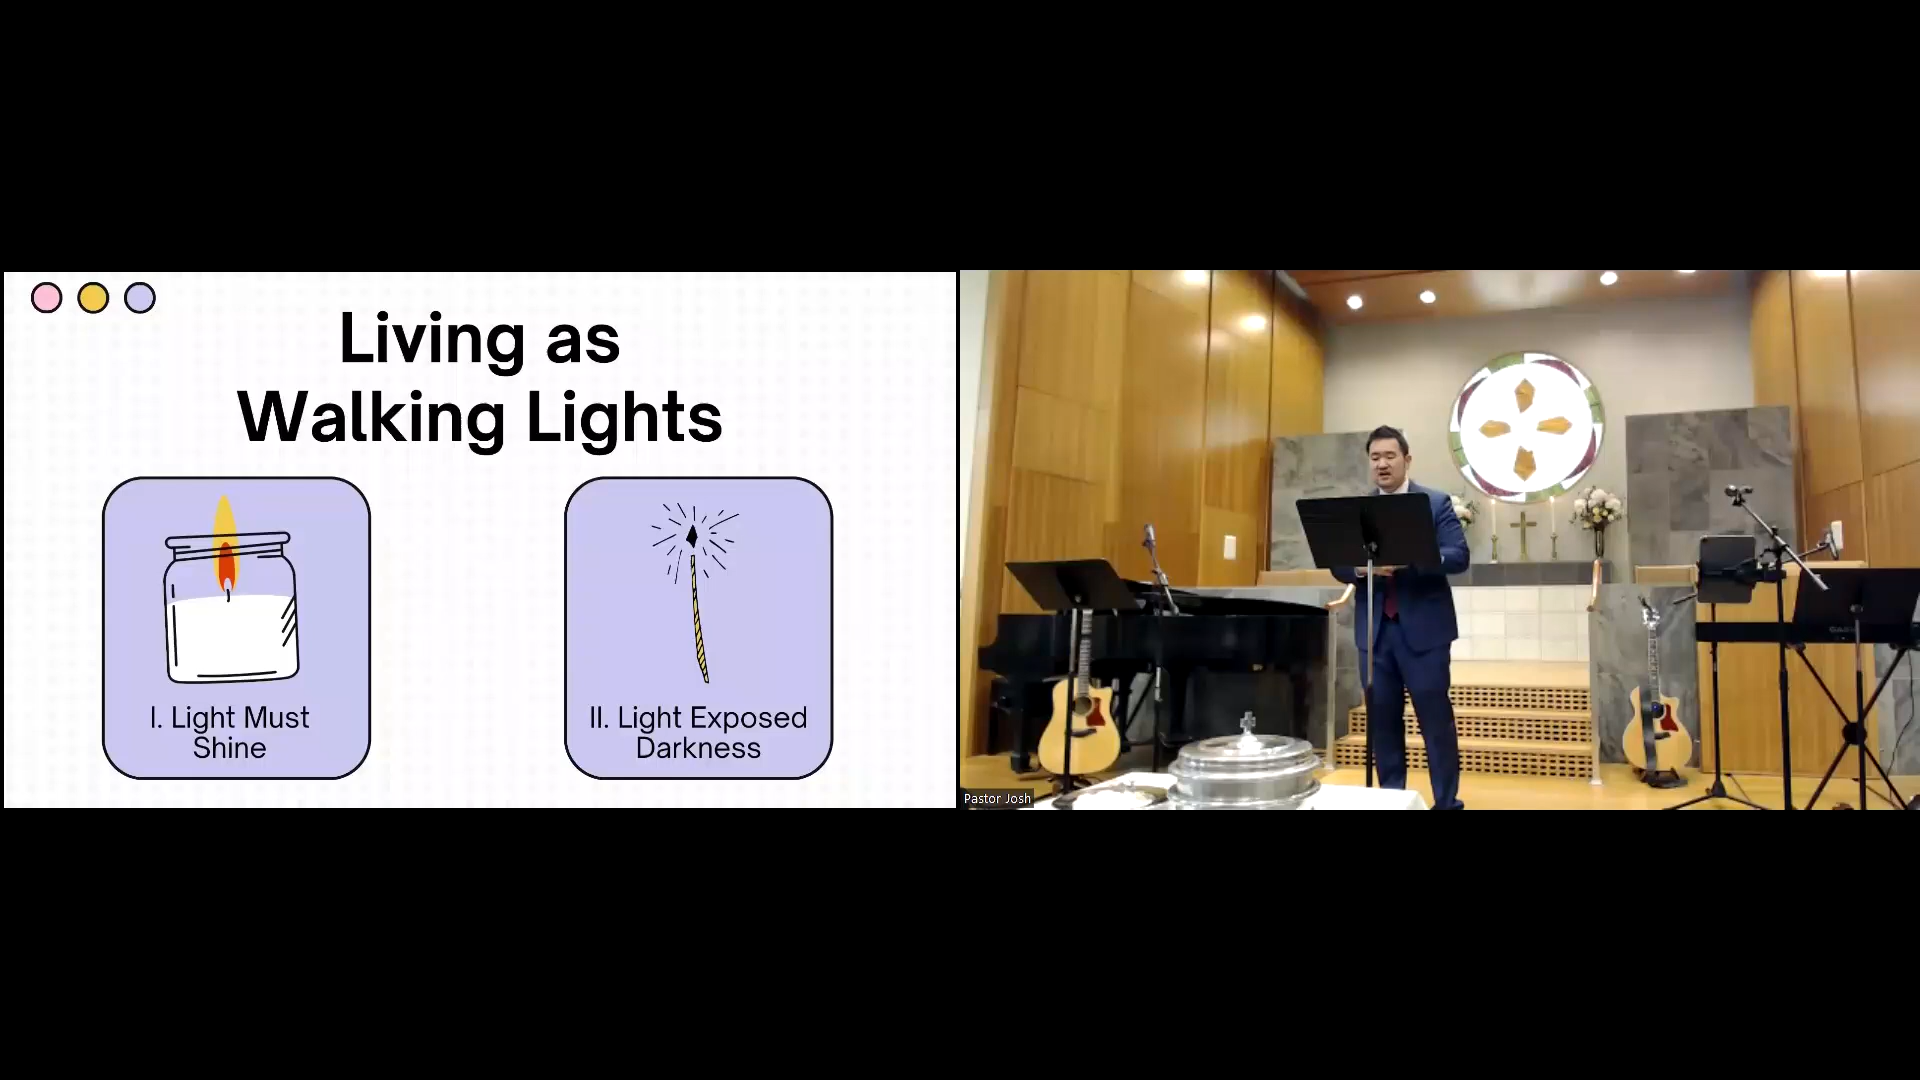 Living as
Walking Lights
I. Light Must
Shine
II. Light Exposed
Darkness
Pastor Josh